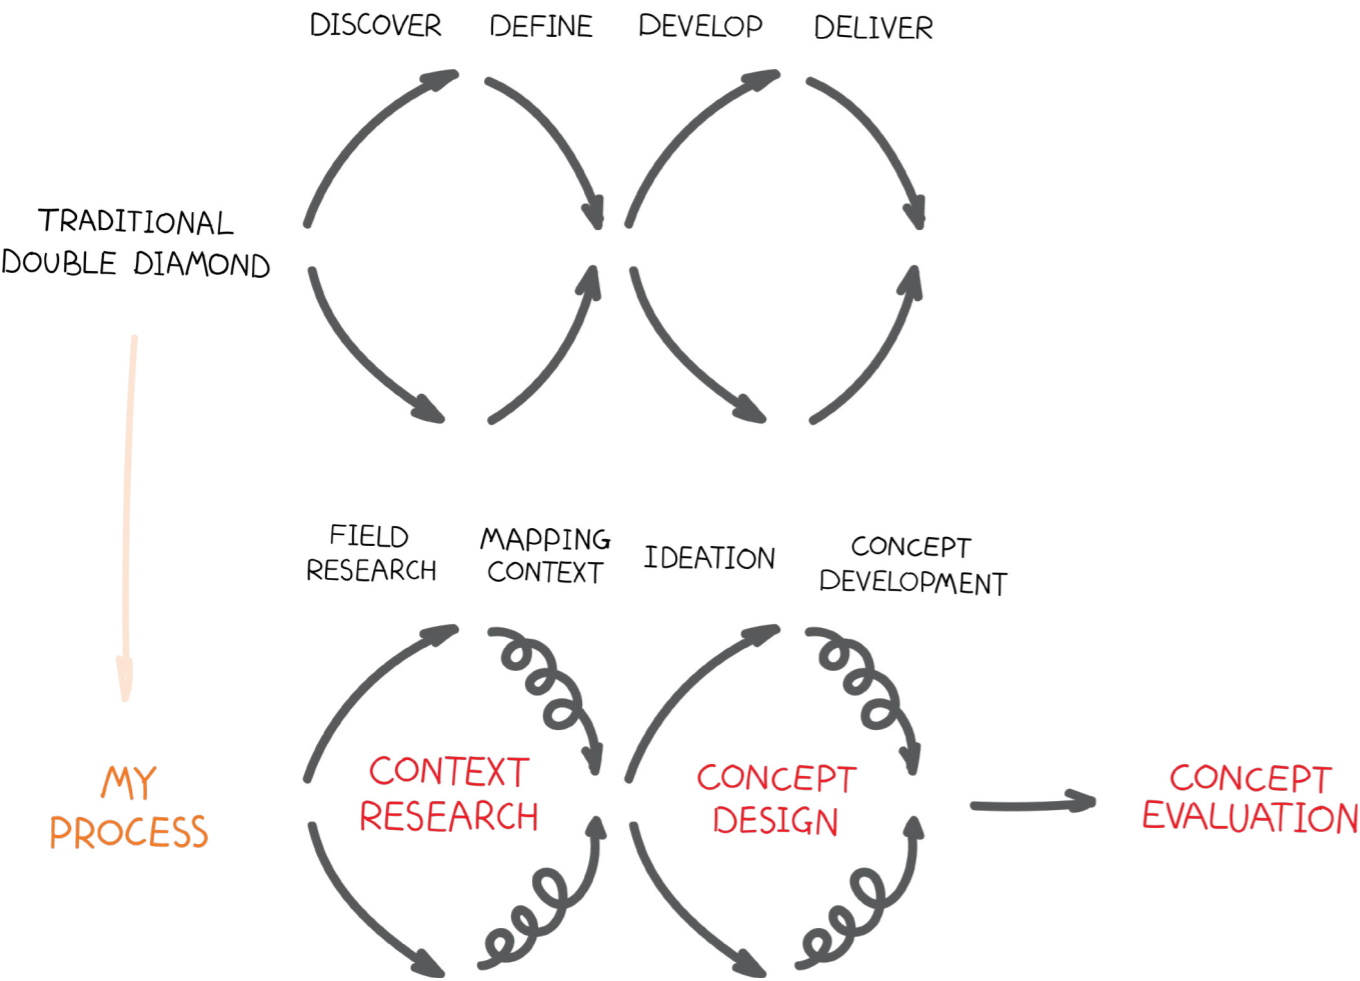 DISCOVER DEFINE DEVELOP DELIVER
TRADITIONAL
DOUBLE DIAMOND
FIELD
RESEARCH
MAPPING
CONTEXT
IDEATION
CONCEPT
DEVELOPMENT
MY
PROCESS
CONTEXT
RESEARCH
CONCEPT
DESIGN
CONCEPT
EVALUATION